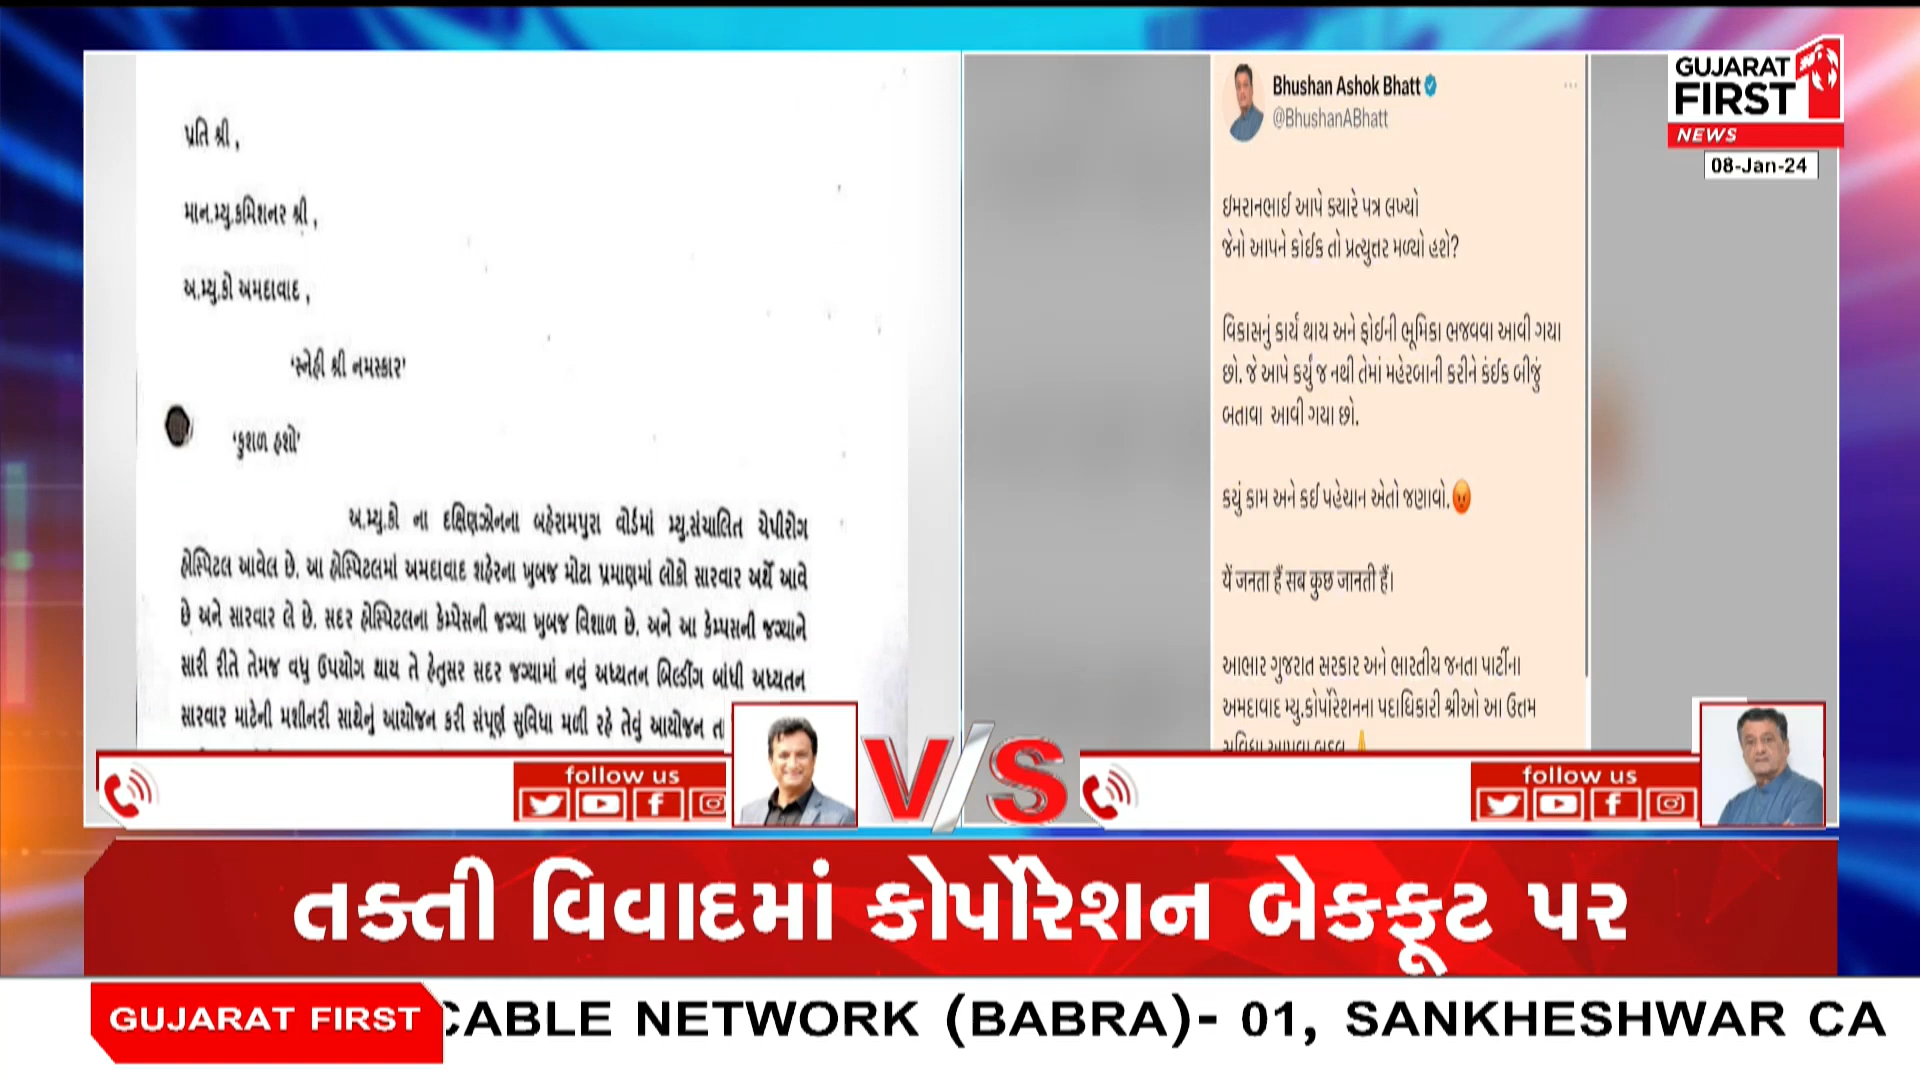 પ્રતિ શ્રી ,
માન.મ્યુ.કમિશનર શ્રી ,
અ.મ્યુ.કો અમદાવાદ ,
'સ્નેહી શ્રી નમસ્કાર'
'કુશળ હશો'
અ.મ્યુ.કો ના દક્ષિણઝોનના બહેરામપુરા વોર્ડમાં મ્યુ.સંચાલિત ચેપીરોગ
હોસ્પિટલ આવેલ છે. આ હોસ્પિટલમાં અમદાવાદ શહેરના ખુબજ મોટા પ્રમાણમાં લોકો સારવાર અર્થે આવે
છે અને સારવાર લે છે. સદર હોસ્પિટલના કેમ્પેસની જગ્યા ખુબજ વિશાળ છે. અને આ કેમ્પસની જગ્યાને
સારી રીતે તેમજ વધુ ઉપયોગ થાય તે હેતુસર સદર જગ્યામાં નવું અધ્યતન બિલ્ડીંગ બાંધી અધ્યતન
સારવાર માટેની મશીનરી સાથેનું આયોજન કરી સંપૂર્ણ સુવિધા મળી રહે તેવું આયોજન
Bhushan Ashok Bhatt
@BhushanABhatt
ઇમરાનભાઈ આપે ક્યારે પત્ર લખ્યો
જેનો આપને કોઈક તો પ્રત્યુત્તર મળ્યો હશે?
વિકાસનું કાર્ય થાય અને ફોઈની ભૂમિકા ભજવવા આવી ગયા
છો. જે આપે કર્યું જ નથી તેમાં મહેરબાની કરીને કંઈક બીજું
બતાવા આવી ગયા છો.
કયું કામ અને કઈ પહેચાન એતો જણાવો.😡
યેં જનતા હૈં સબ કુછ જાનતી હૈં।
આભાર ગુજરાત સરકાર અને ભારતીય જનતા પાર્ટીના
અમદાવાદ મ્યુ.કોર્પોરેશનના પદાધિકારી શ્રીઓ આ ઉત્તમ
સુવિધા આપવા બદલ
GUJARAT
FIRST
NEWS
08-Jan-24
follow us
V/S
follow us
તક્તી વિવાદમાં કોર્પોરેશન બેકફૂટ પર
GUJARAT FIRST
CABLE NETWORK (BABRA)- 01, SANKHESHWAR CA